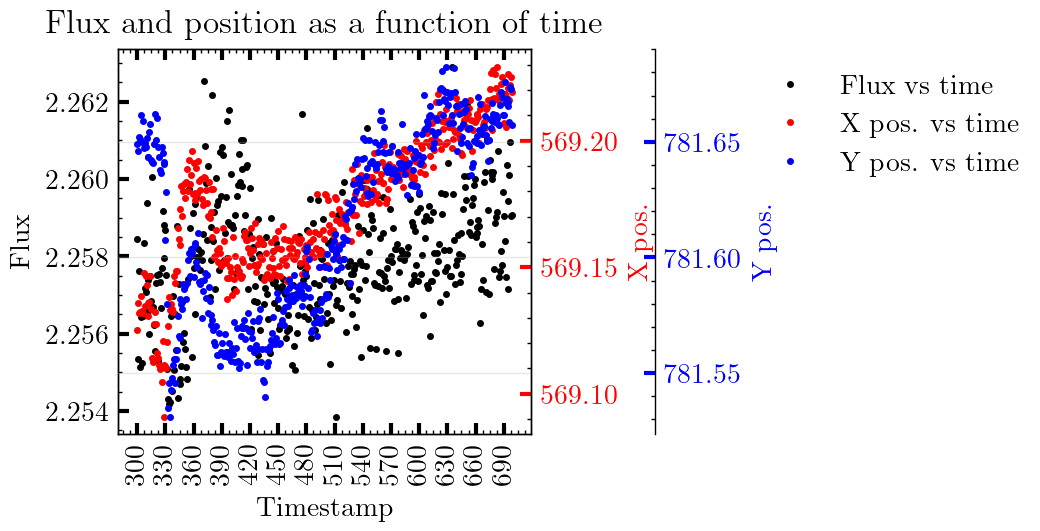 Flux and position as a function of time
Flux vs time
X pos. vs time
Y pos. vs time
2.262
2.260
2.258
2.256
2.254
Flux
569.20
569.15
569.10
X pos.
781.65
781.60
781.55
Y pos.
300 330 360 390 420 450 480 510 540 570 600 630 660 690
Timestamp